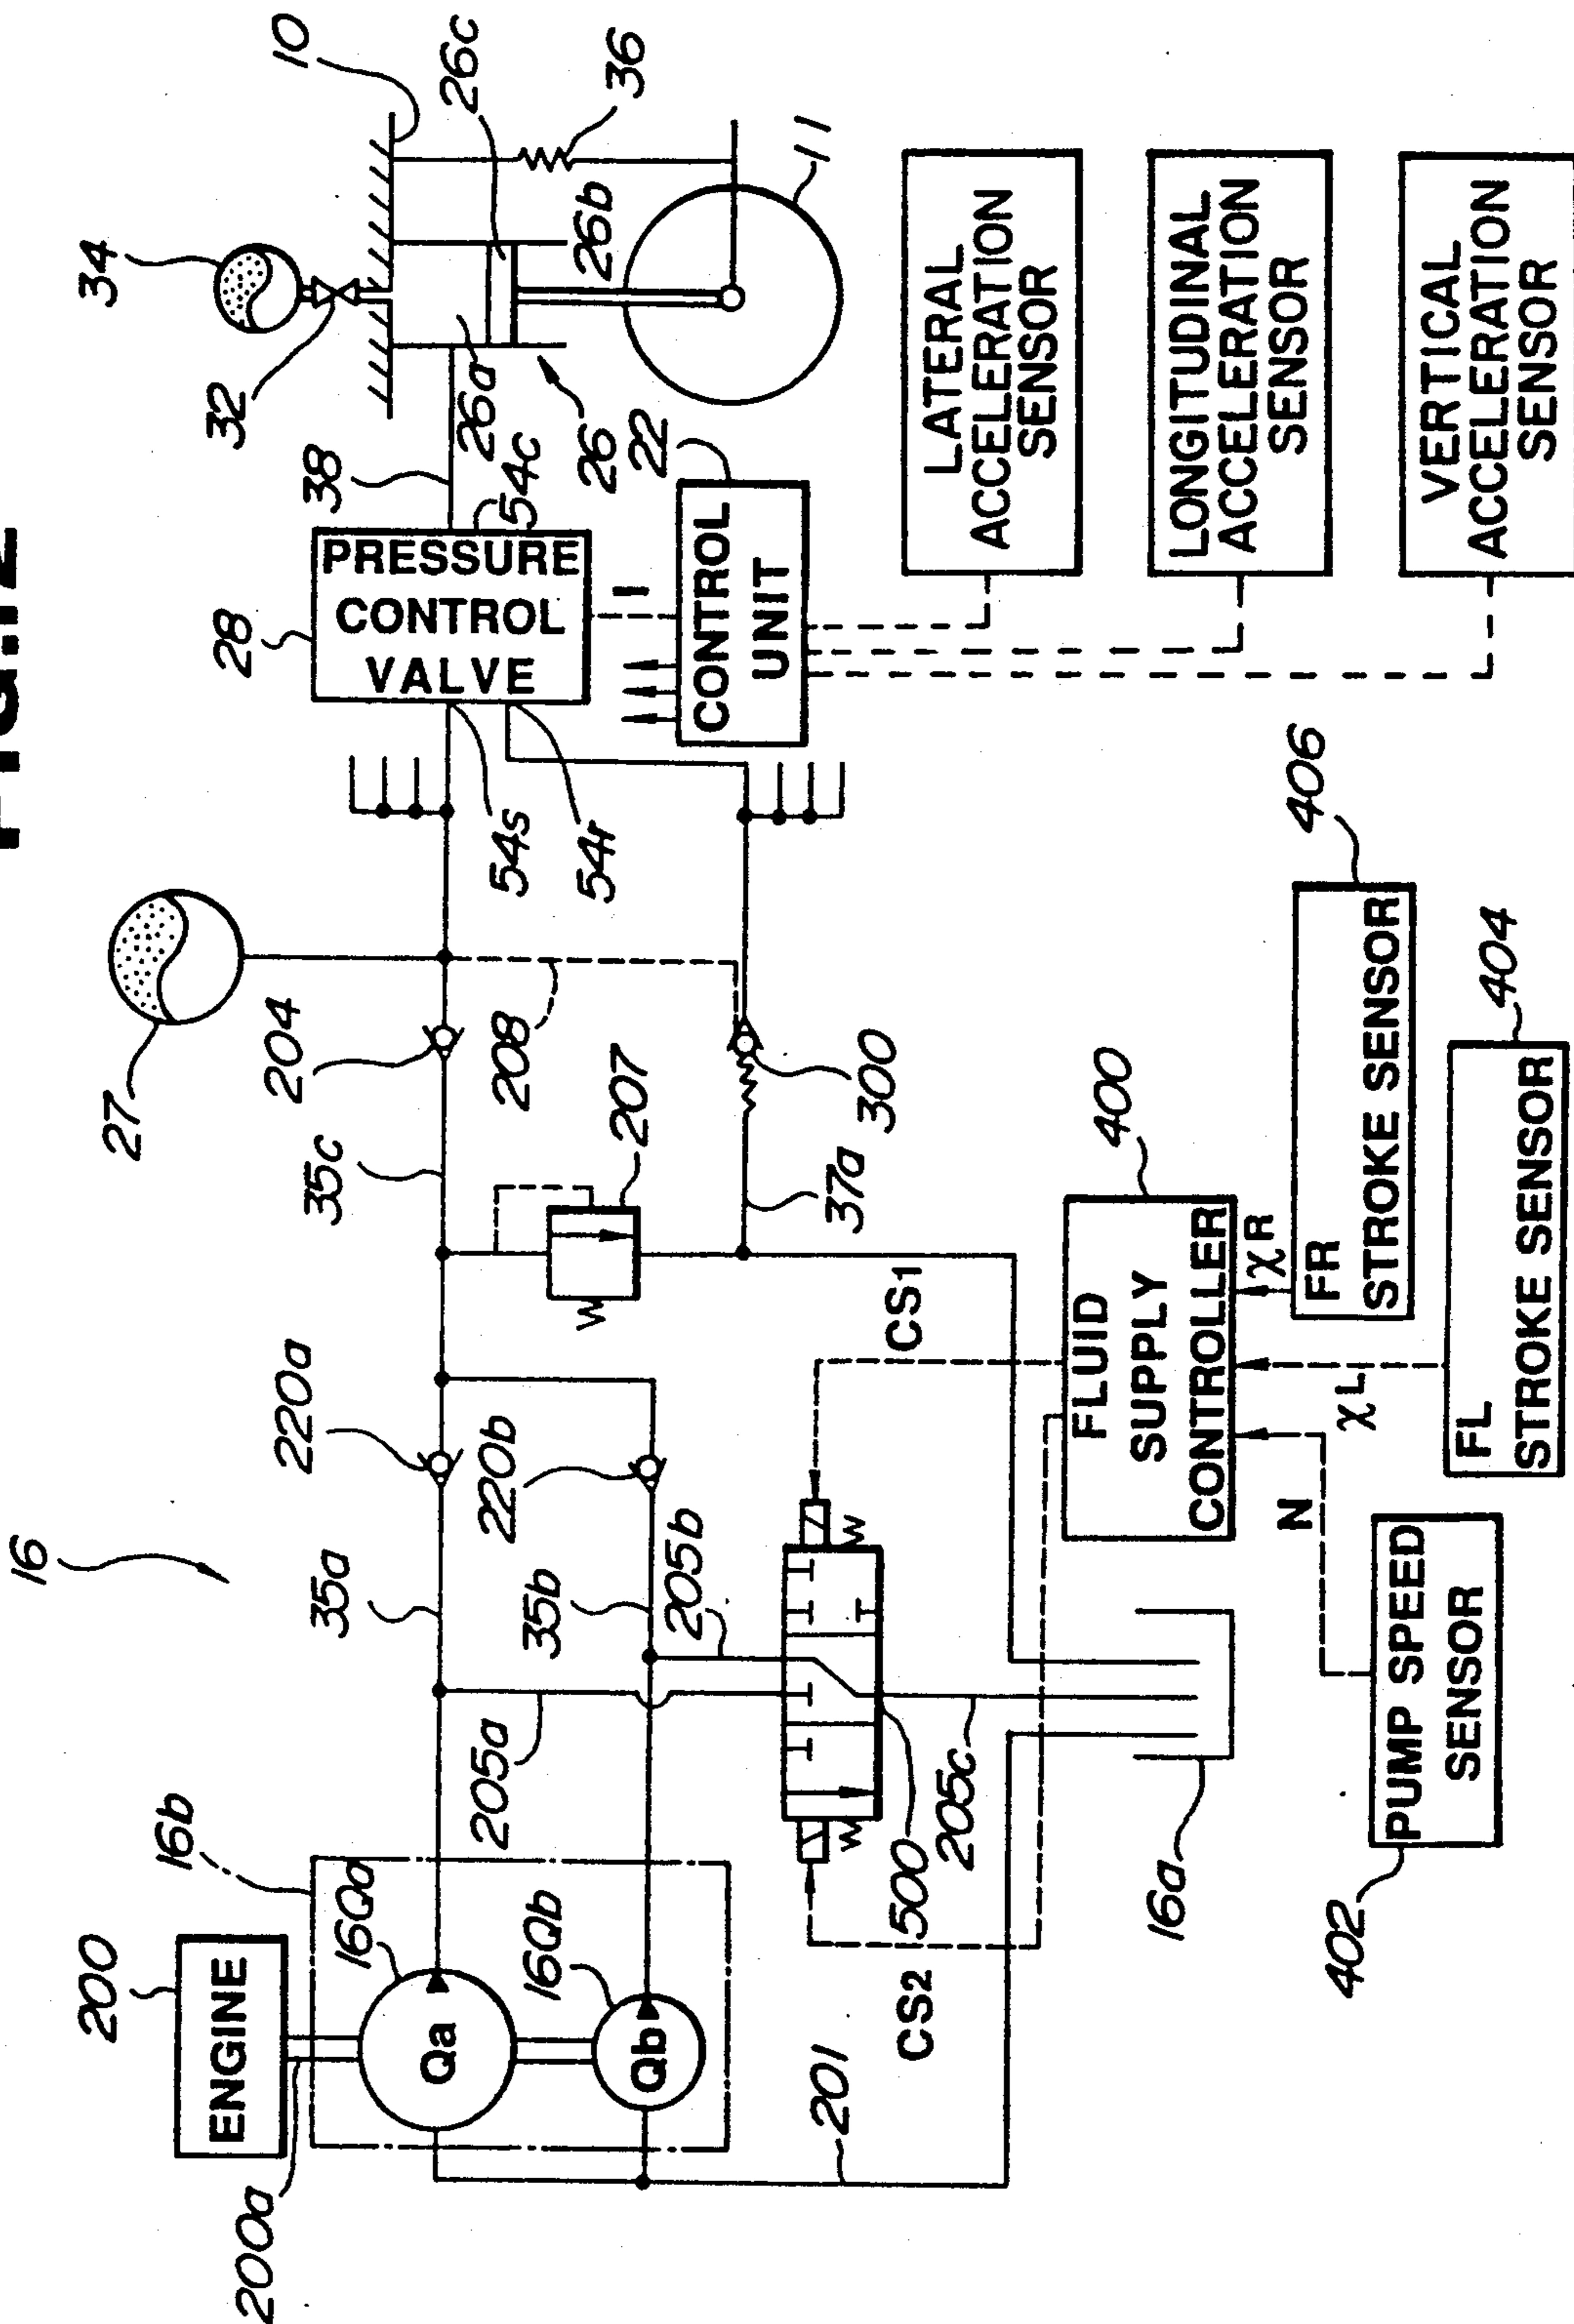 FIG.12
16
200
ENGINE
200a
16b
16Qa
Qa
16Qb
Qb
201
35a
35b
205a
205b
205c
220a
220b
500
CS1
CS2
16a
35c
207
204
27
208
300
37a
54s
54r
28
PRESSURE
CONTROL
VALVE
38
54c
I
22
CONTROL
UNIT
32
34
10
26c
36
26a
26b
26
11
LATERAL
ACCELERATION
SENSOR
LONGITUDINAL
ACCELERATION
SENSOR
VERTICAL
ACCELERATION
SENSOR
400
FLUID
SUPPLY
CONTROLLER
N
χL
χR
402
PUMP SPEED
SENSOR
404
FL
STROKE SENSOR
406
FR
STROKE SENSOR